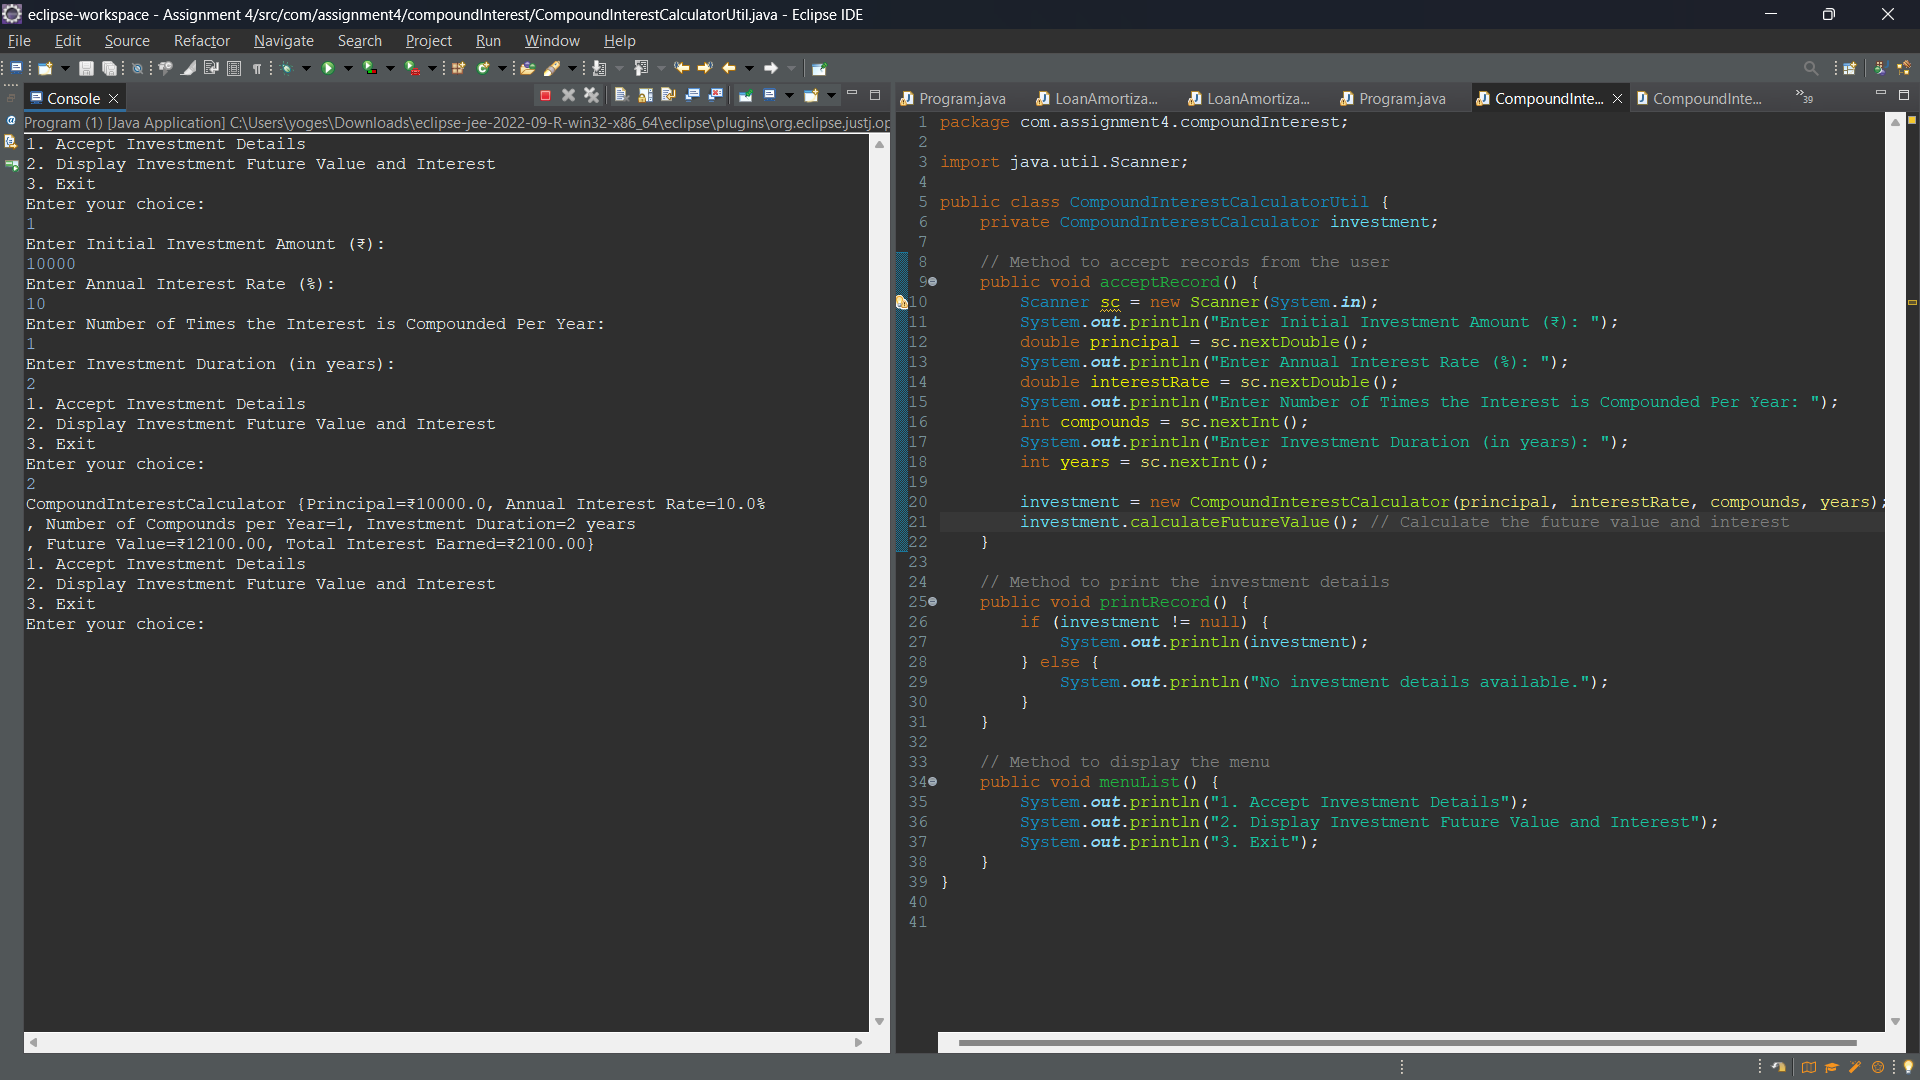 eclipse-workspace - Assignment 4/src/com/assignment4/compoundInterest/CompoundInterestCalculatorUtil.java - Eclipse IDE
File Edit Source Refactor Navigate Search Project Run Window Help
Console
Program (1) [Java Application] C:\Users\yoges\Downloads\eclipse-jee-2022-09-R-win32-x86_64\eclipse\plugins\org.eclipse.justj.op
1. Accept Investment Details
2. Display Investment Future Value and Interest
3. Exit
Enter your choice:
1
Enter Initial Investment Amount (₹):
10000
Enter Annual Interest Rate (%):
10
Enter Number of Times the Interest is Compounded Per Year:
1
Enter Investment Duration (in years):
2
1. Accept Investment Details
2. Display Investment Future Value and Interest
3. Exit
Enter your choice:
2
CompoundInterestCalculator {Principal=₹10000.0, Annual Interest Rate=10.0%
, Number of Compounds per Year=1, Investment Duration=2 years
, Future Value=₹12100.00, Total Interest Earned=₹2100.00}
1. Accept Investment Details
2. Display Investment Future Value and Interest
3. Exit
Enter your choice:
Program.java LoanAmortiza... LoanAmortiza... Program.java CompoundInte... CompoundInte... »39
1 package com.assignment4.compoundInterest;
2
3 import java.util.Scanner;
4
5 public class CompoundInterestCalculatorUtil {
6     private CompoundInterestCalculator investment;
7
8     // Method to accept records from the user
9     public void acceptRecord() {
10         Scanner sc = new Scanner(System.in);
11         System.out.println("Enter Initial Investment Amount (₹): ");
12         double principal = sc.nextDouble();
13         System.out.println("Enter Annual Interest Rate (%): ");
14         double interestRate = sc.nextDouble();
15         System.out.println("Enter Number of Times the Interest is Compounded Per Year: ");
16         int compounds = sc.nextInt();
17         System.out.println("Enter Investment Duration (in years): ");
18         int years = sc.nextInt();
19
20         investment = new CompoundInterestCalculator(principal, interestRate, compounds, years);
21         investment.calculateFutureValue(); // Calculate the future value and interest
22     }
23
24     // Method to print the investment details
25     public void printRecord() {
26         if (investment != null) {
27             System.out.println(investment);
28         } else {
29             System.out.println("No investment details available.");
30         }
31     }
32
33     // Method to display the menu
34     public void menuList() {
35         System.out.println("1. Accept Investment Details");
36         System.out.println("2. Display Investment Future Value and Interest");
37         System.out.println("3. Exit");
38     }
39 }
40
41